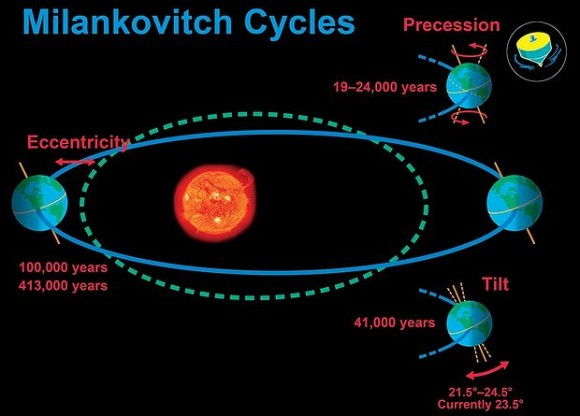 Milankovitch Cycles
Precession
19–24,000 years
Eccentricity
100,000 years
413,000 years
Tilt
41,000 years
21.5°–24.5°
Currently 23.5°